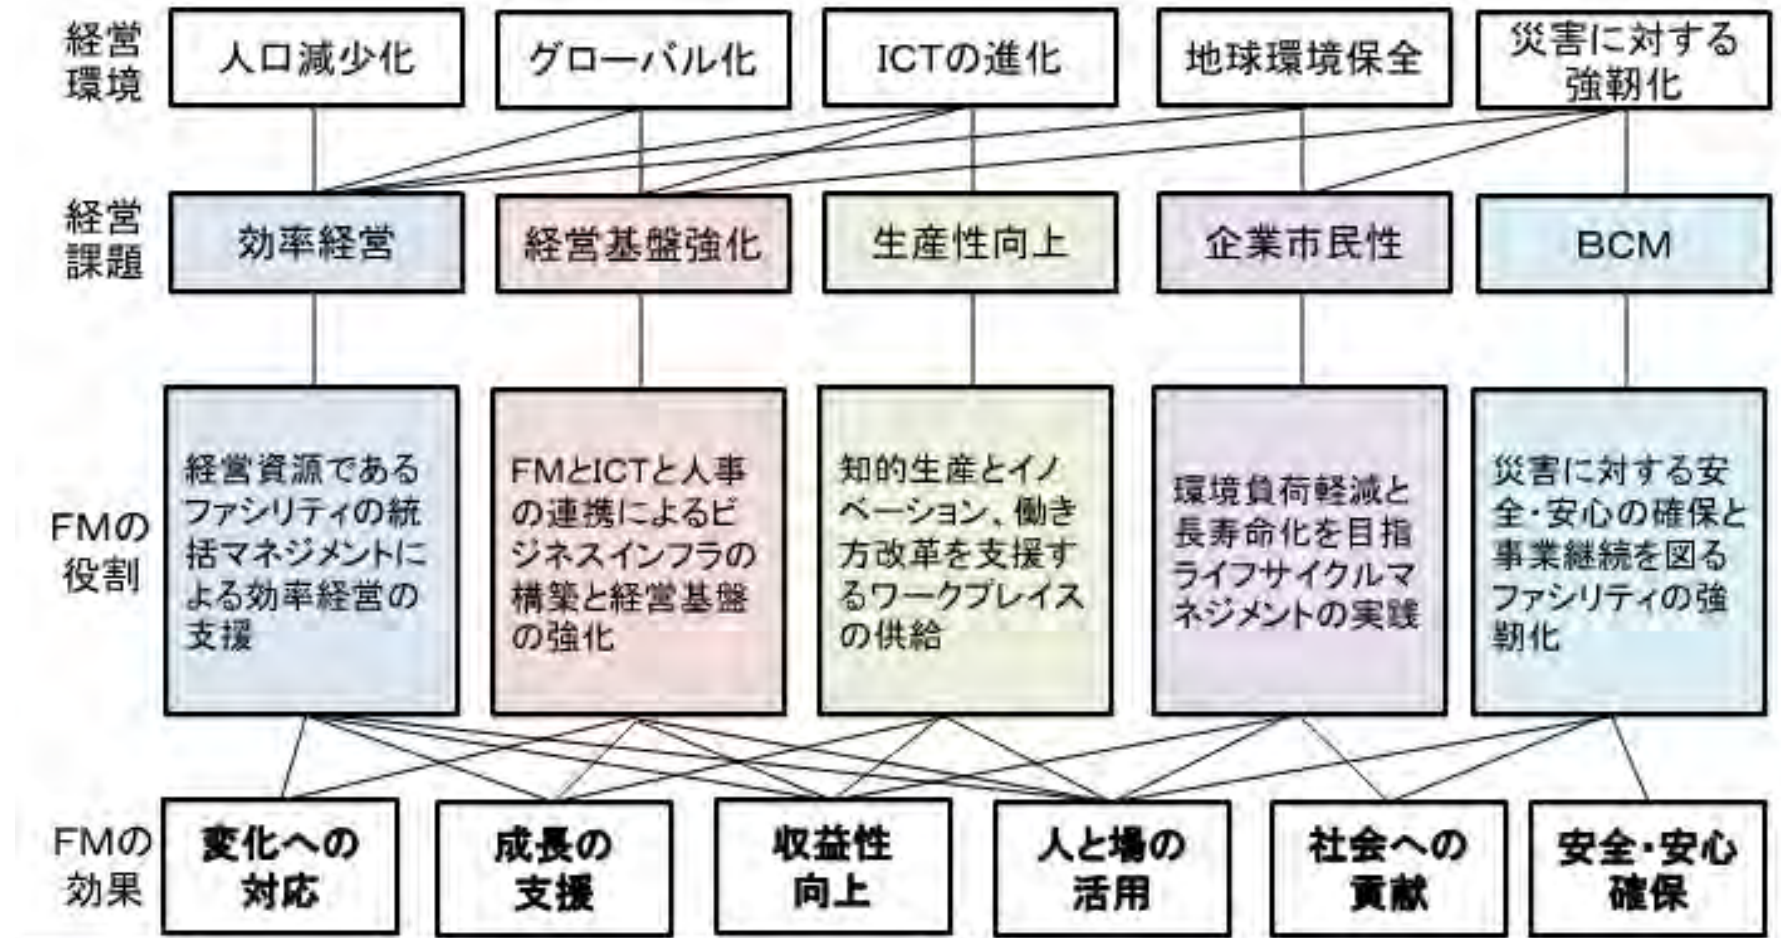 経営
環境
人口減少化
グローバル化
ICTの進化
地球環境保全
災害に対する
強靭化
経営
課題
効率経営
経営基盤強化
生産性向上
企業市民性
BCM
FMの
役割
経営資源である
ファシリティの統
括マネジメントに
よる効率経営の
支援
FMとICTと人事
の連携によるビ
ジネスインフラの
構築と経営基盤
の強化
知的生産とイノ
ベーション、働き
方改革を支援す
るワークプレイス
の供給
環境負荷軽減と
長寿命化を目指
ライフサイクルマ
ネジメントの実践
災害に対する安
全・安心の確保と
事業継続を図る
ファシリティの強
靭化
FMの
効果
変化への
対応
成長の
支援
収益性
向上
人と場の
活用
社会への
貢献
安全・安心
確保